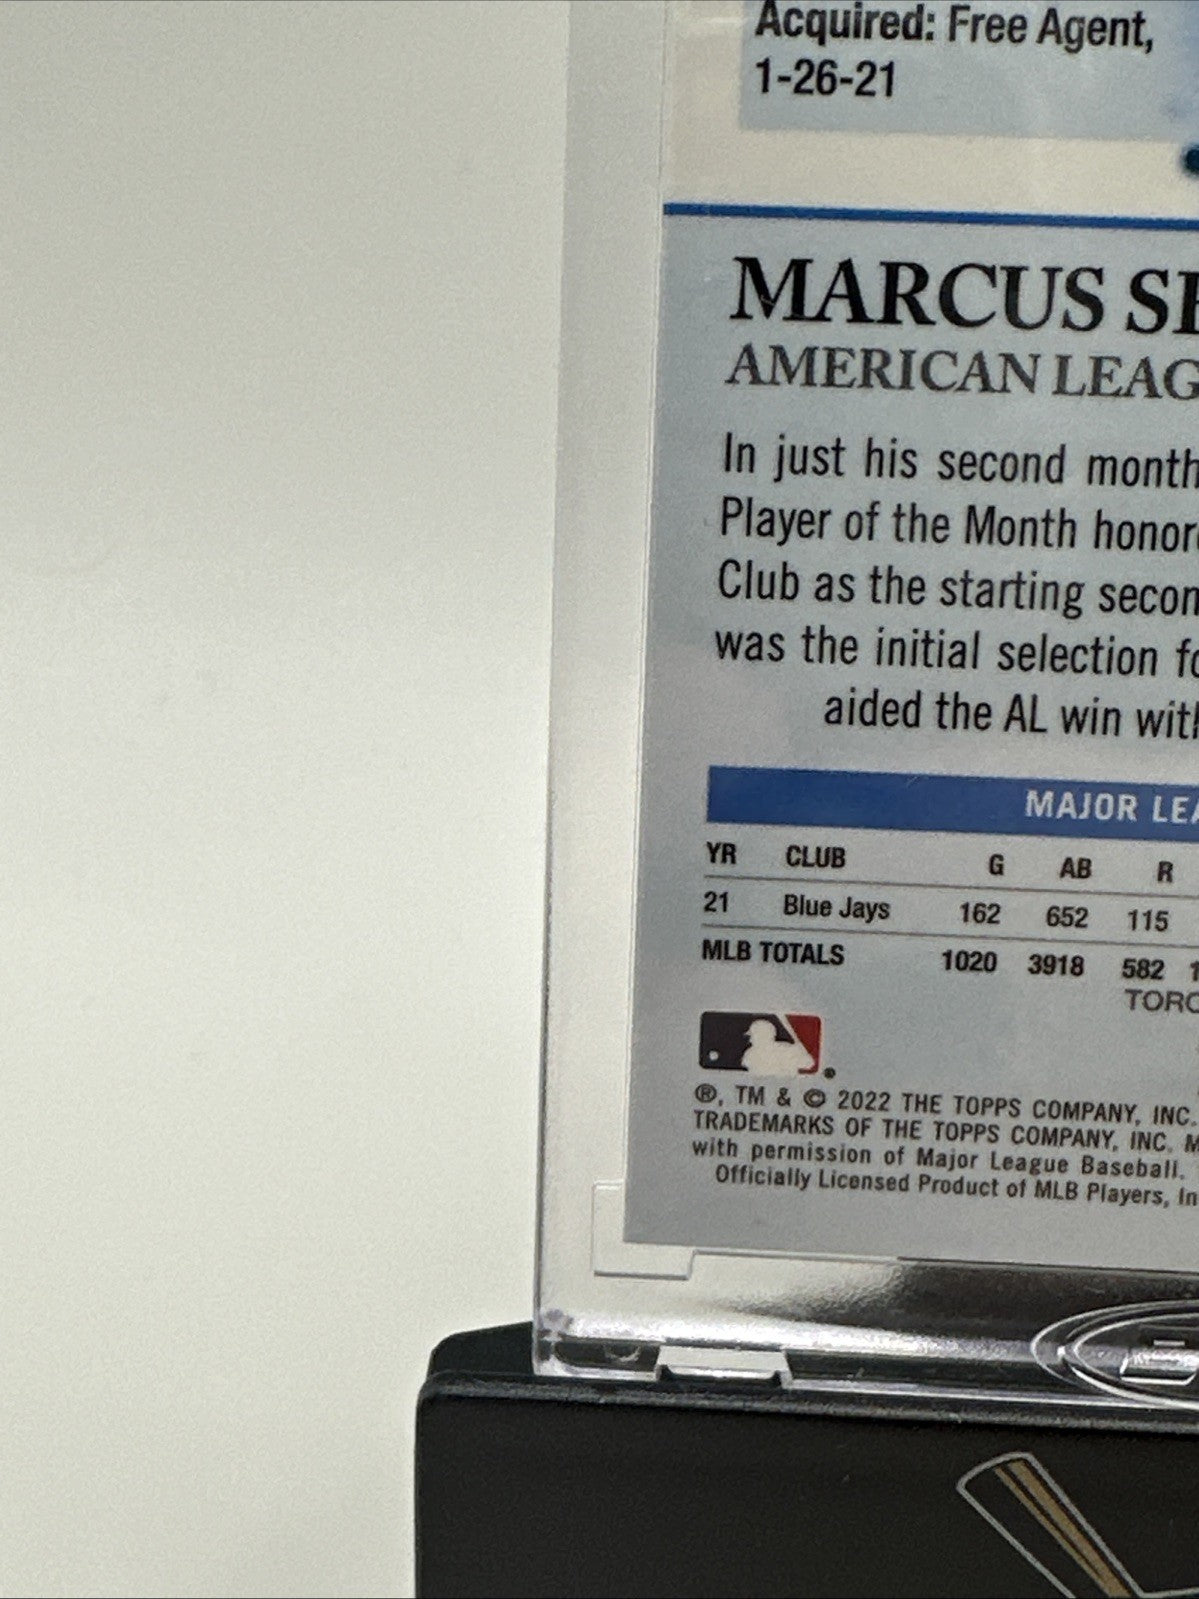 Acquired: Free Agent,
1-26-21
MARCUS SE
AMERICAN LEAG
In just his second month
Player of the Month honor
Club as the starting secon
was the initial selection fo
aided the AL win with
MAJOR LEA
YR CLUB G AB R
21 Blue Jays 162 652 115
MLB TOTALS 1020 3918 582 1
TORO
®, TM & © 2022 THE TOPPS COMPANY, INC.
TRADEMARKS OF THE TOPPS COMPANY, INC. M
with permission of Major League Baseball.
Officially Licensed Product of MLB Players, In